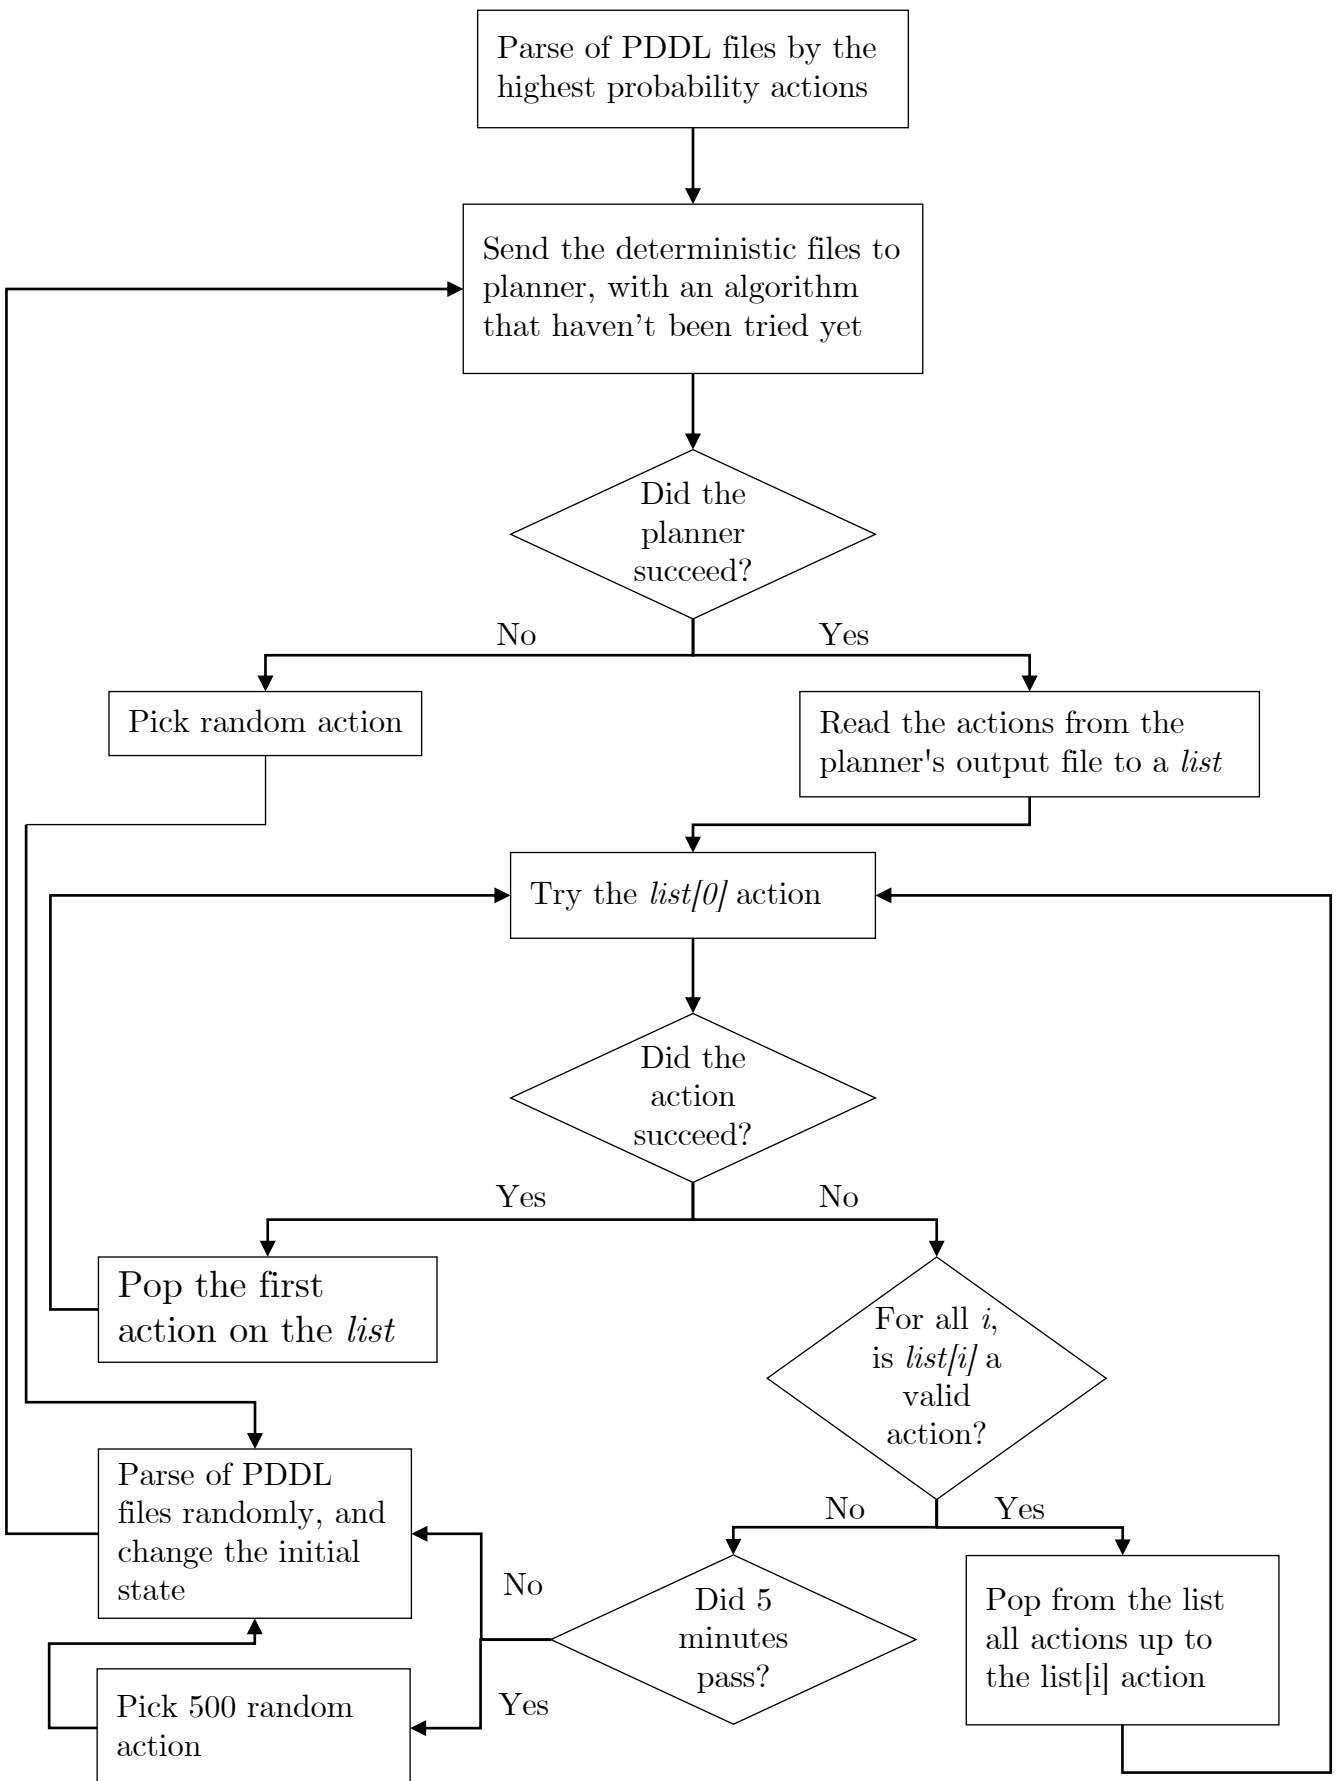 Parse of PDDL files by the
highest probability actions
Send the deterministic files to
planner, with an algorithm
that haven't been tried yet
Did the
planner
succeed?
No
Yes
Pick random action
Read the actions from the
planner's output file to a list
Try the list[0] action
Did the
action
succeed?
Yes
No
Pop the first
action on the list
For all i,
is list[i] a
valid
action?
No
Yes
Parse of PDDL
files randomly, and
change the initial
state
No
Did 5
minutes
pass?
Pop from the list
all actions up to
the list[i] action
Yes
Pick 500 random
action